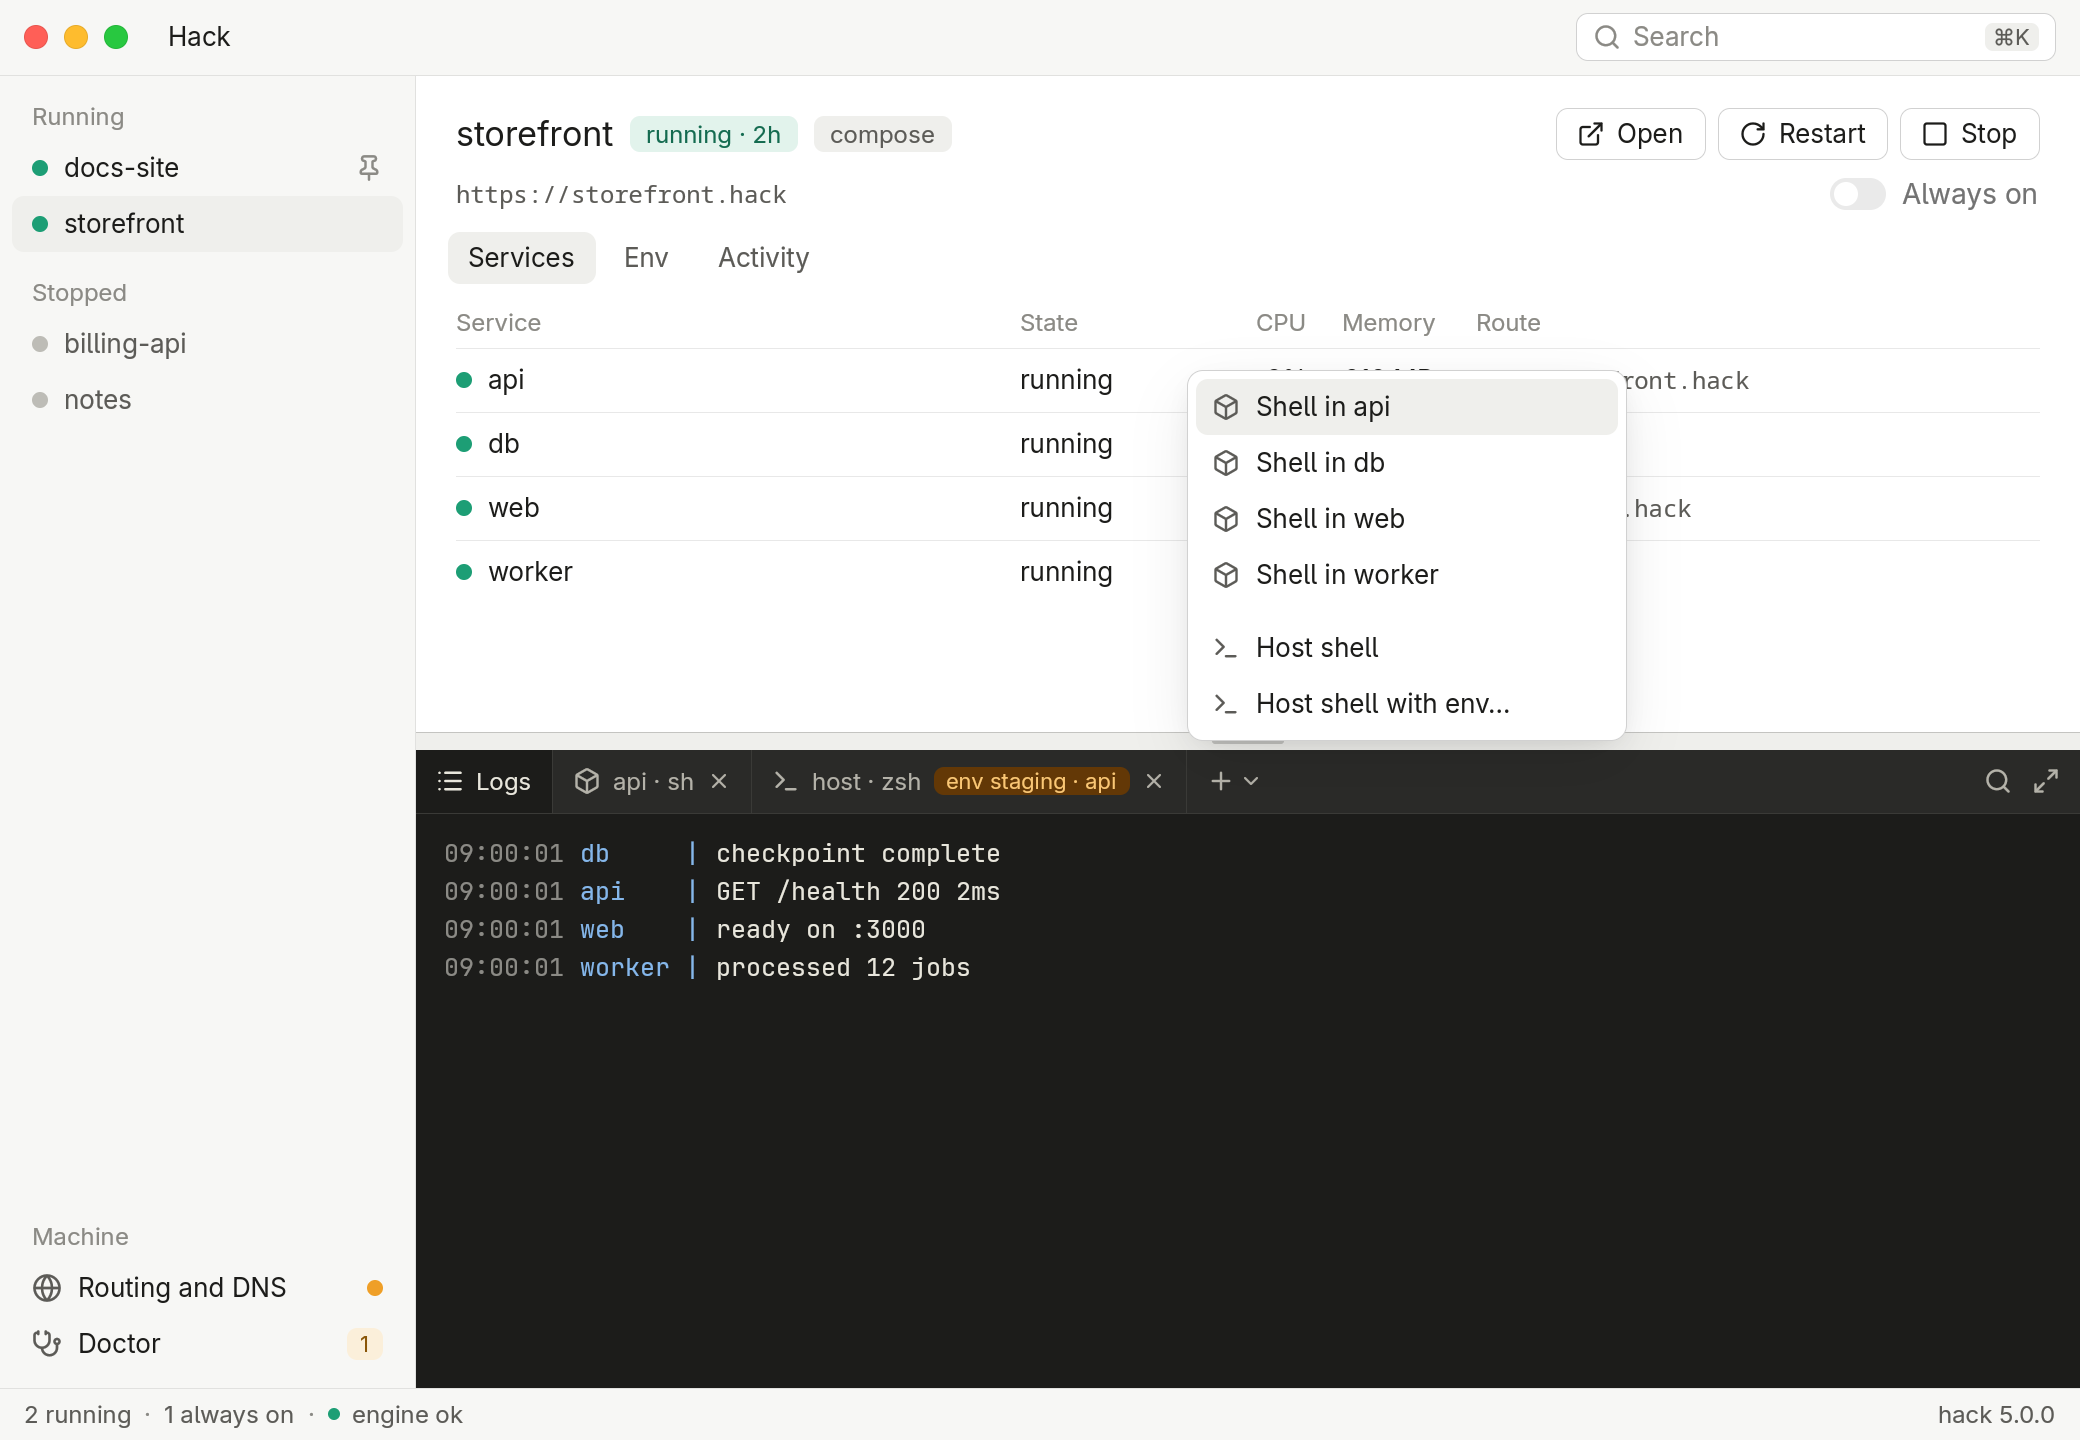 Hack
Search ⌘K
Running
docs-site
storefront
Stopped
billing-api
notes
Machine
Routing and DNS
Doctor 1
storefront running · 2h compose
Open Restart Stop
https://storefront.hack
Always on
Services Env Activity
Service State CPU Memory Route
api running front.hack
db running
web running .hack
worker running
Shell in api
Shell in db
Shell in web
Shell in worker
Host shell
Host shell with env...
Logs api · sh host · zsh env staging · api
09:00:01 db | checkpoint complete
09:00:01 api | GET /health 200 2ms
09:00:01 web | ready on :3000
09:00:01 worker | processed 12 jobs
2 running · 1 always on · engine ok
hack 5.0.0